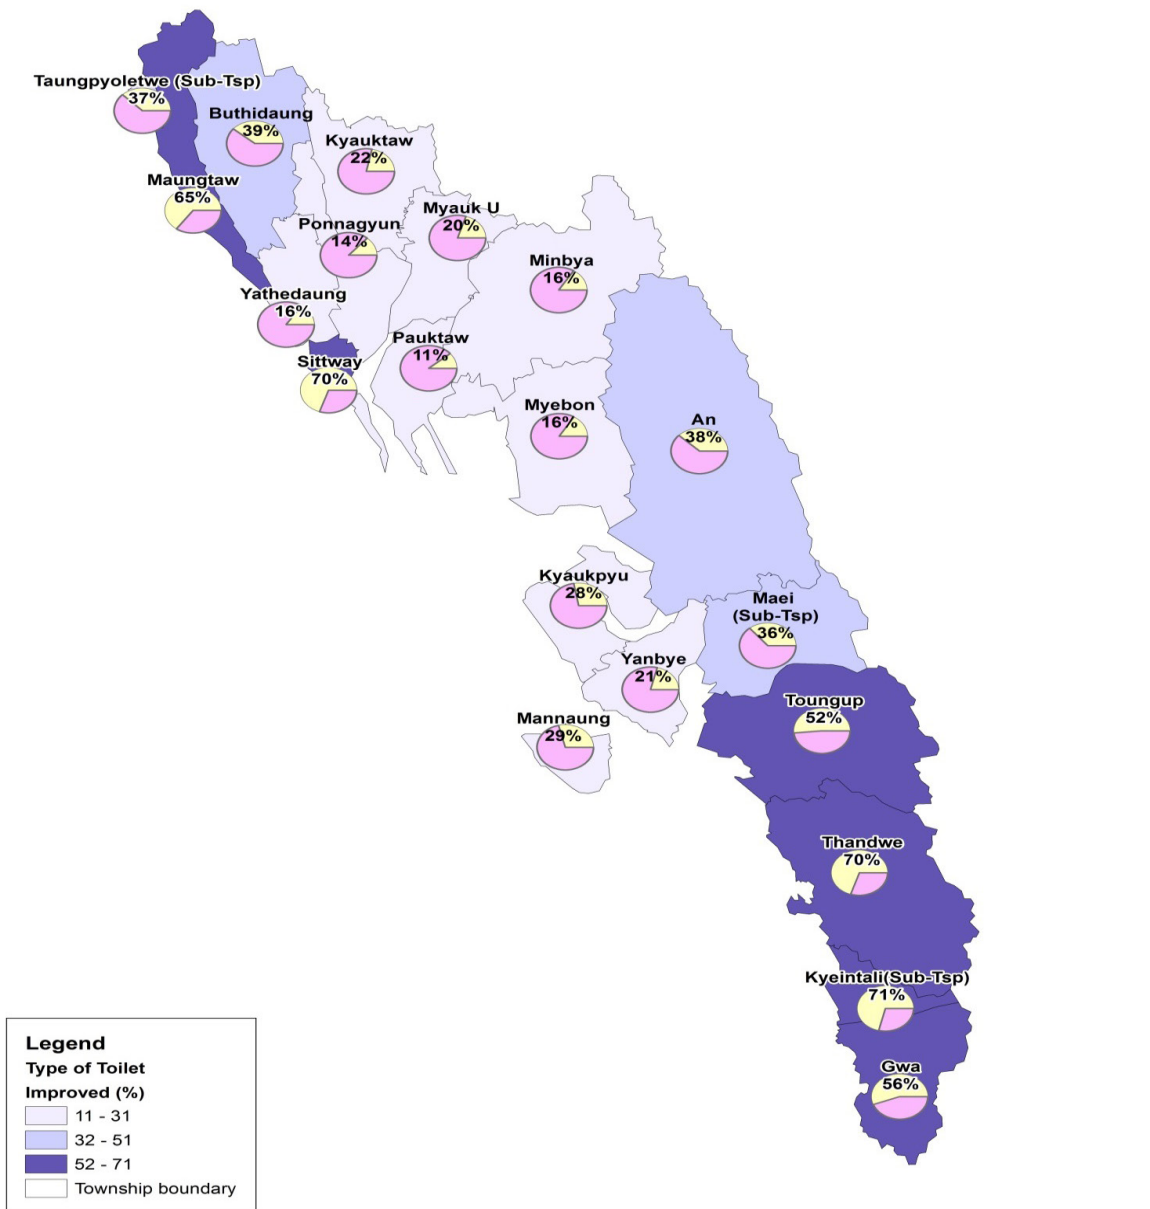 Taungpyoletwe (Sub-Tsp)
37%
Buthidaung
39%
Kyauktaw
22%
Maungtaw
65%
Myauk U
20%
Ponnagyun
14%
Minbya
16%
Yathedaung
16%
Pauktaw
11%
Sittway
70%
Myebon
16%
An
38%
Kyaukpyu
28%
Maei
(Sub-Tsp)
36%
Yanbye
21%
Mannaung
29%
Toungup
52%
Thandwe
70%
Kyeintali(Sub-Tsp)
71%
Gwa
56%
Legend
Type of Toilet
Improved (%)
11 - 31
32 - 51
52 - 71
Township boundary